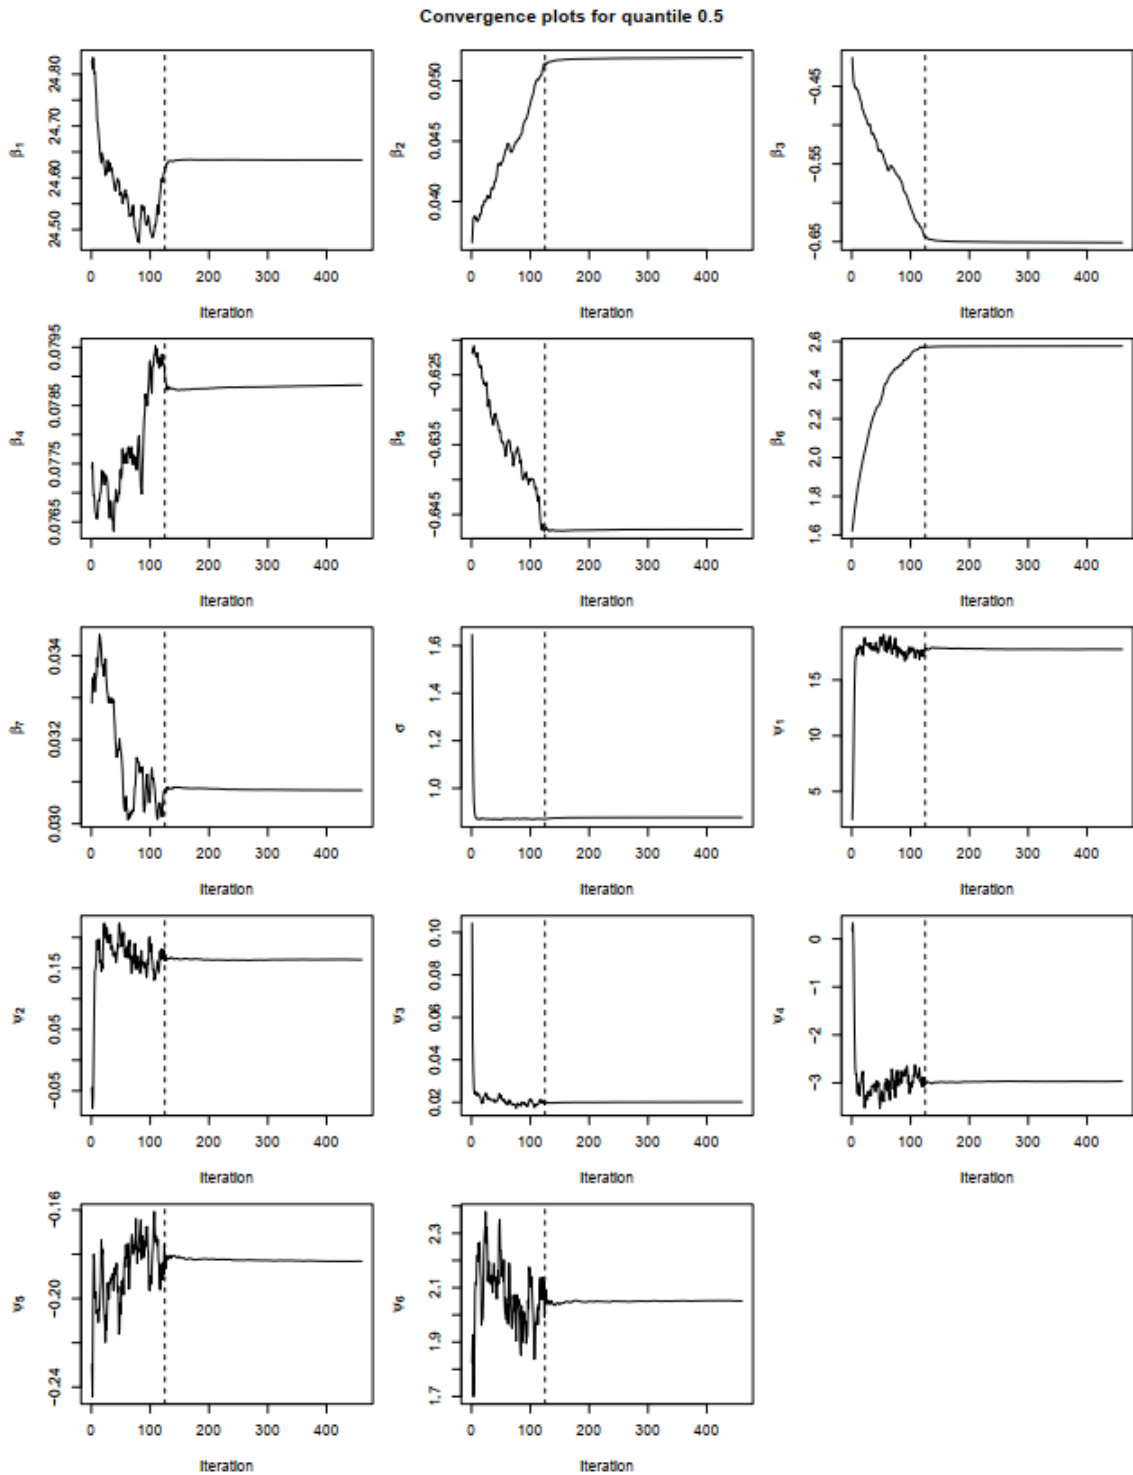 Convergence plots for quantile 0.5
β1
24.50 24.60 24.70 24.80
0 100 200 300 400
Iteration
β2
0.040 0.045 0.050
0 100 200 300 400
Iteration
β3
−0.65 −0.55 −0.45
0 100 200 300 400
Iteration
β4
0.0765 0.0775 0.0785 0.0795
0 100 200 300 400
Iteration
β5
−0.645 −0.635 −0.625
0 100 200 300 400
Iteration
β6
1.6 1.8 2.0 2.2 2.4 2.6
0 100 200 300 400
Iteration
β7
0.030 0.032 0.034
0 100 200 300 400
Iteration
σ
1.0 1.2 1.4 1.6
0 100 200 300 400
Iteration
ψ1
5 10 15
0 100 200 300 400
Iteration
ψ2
−0.05 0.05 0.15
0 100 200 300 400
Iteration
ψ3
0.02 0.04 0.06 0.08 0.10
0 100 200 300 400
Iteration
ψ4
−3 −2 −1 0
0 100 200 300 400
Iteration
ψ5
−0.24 −0.20 −0.16
0 100 200 300 400
Iteration
ψ6
1.7 1.9 2.1 2.3
0 100 200 300 400
Iteration